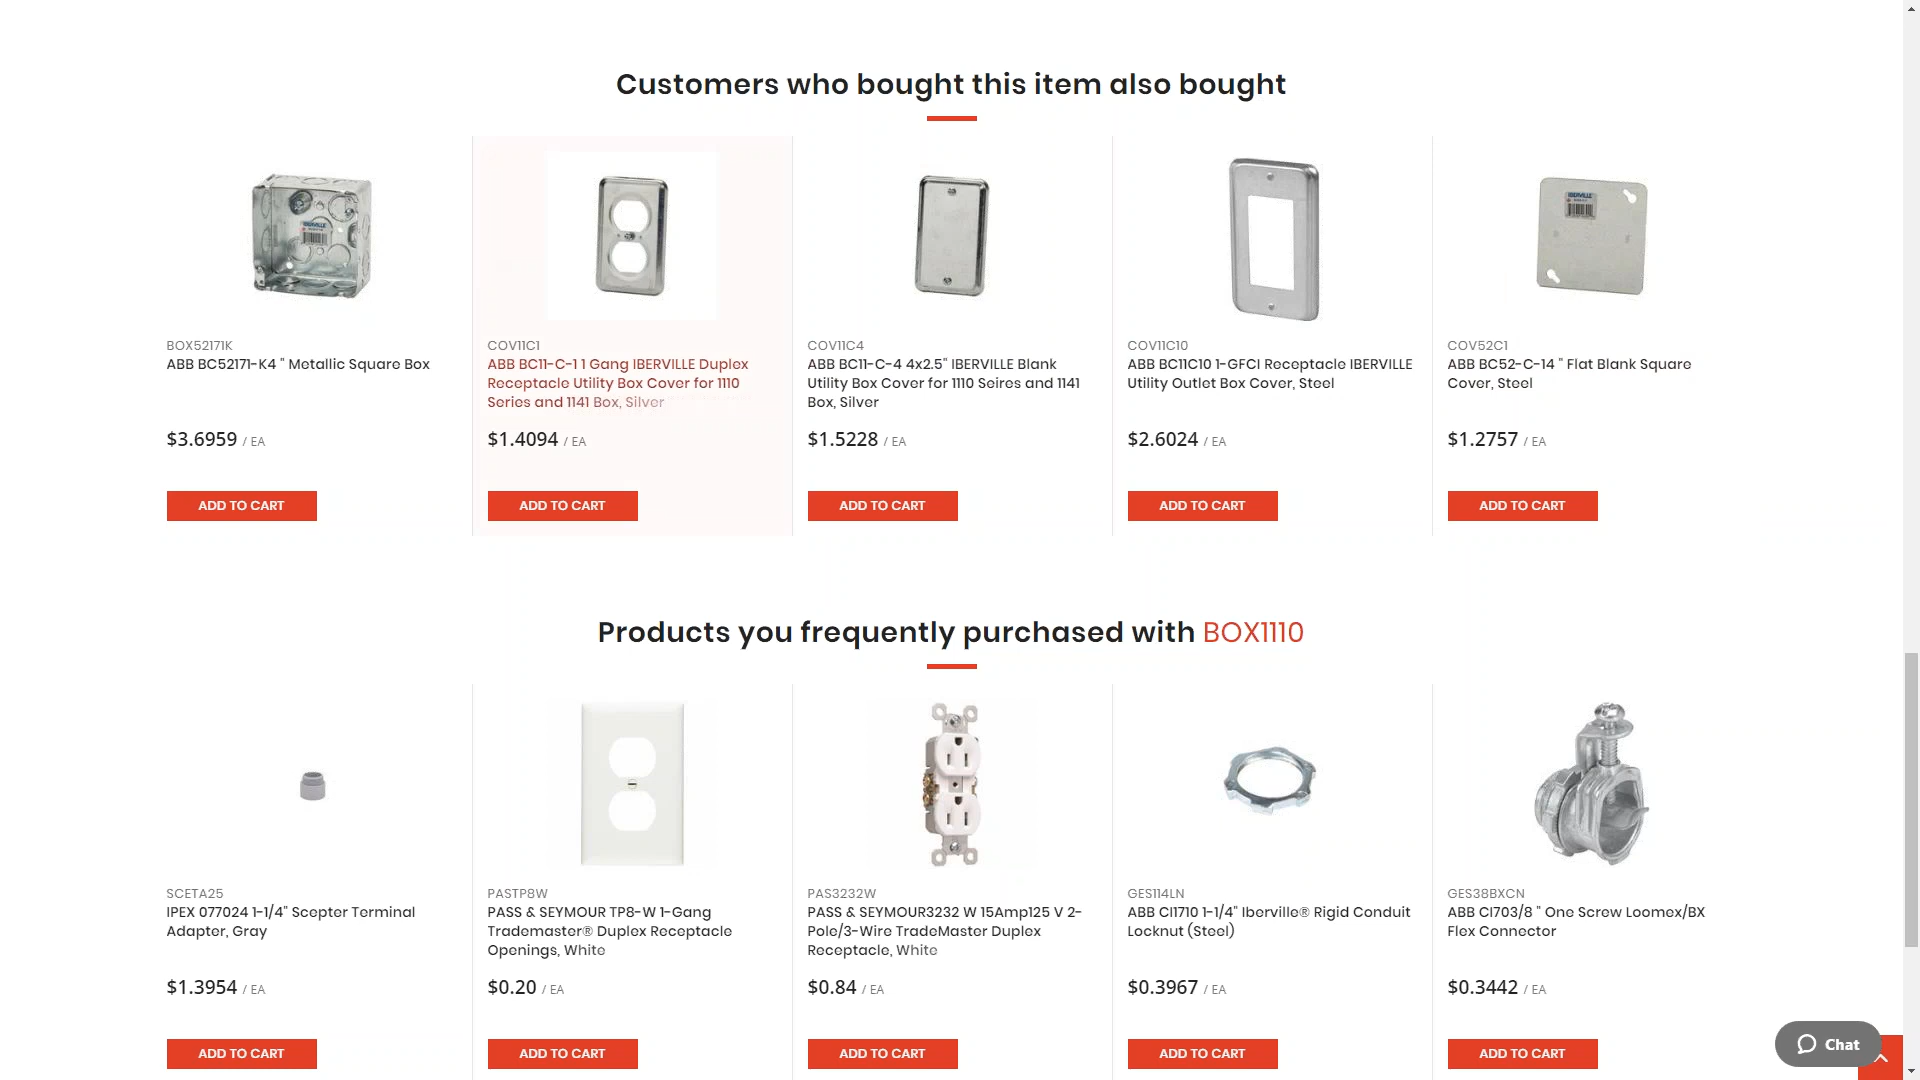 Customers who bought this item also bought
BOX52171K
ABB BC52171-K4 " Metallic Square Box
$3.6959 / EA
ADD TO CART
COV11C1
ABB BC11-C-1 1 Gang IBERVILLE Duplex
Receptacle Utility Box Cover for 1110
Series and 1141 Box, Silver
$1.4094 / EA
ADD TO CART
COV11C4
ABB BC11-C-4 4x2.5" IBERVILLE Blank
Utility Box Cover for 1110 Seires and 1141
Box, Silver
$1.5228 / EA
ADD TO CART
COV11C10
ABB BC11C10 1-GFCI Receptacle IBERVILLE
Utility Outlet Box Cover, Steel
$2.6024 / EA
ADD TO CART
COV52C1
ABB BC52-C-14 " Flat Blank Square
Cover, Steel
$1.2757 / EA
ADD TO CART
Products you frequently purchased with BOX1110
SCETA25
IPEX 077024 1-1/4" Scepter Terminal
Adapter, Gray
$1.3954 / EA
ADD TO CART
PASTP8W
PASS & SEYMOUR TP8-W 1-Gang
Trademaster® Duplex Receptacle
Openings, White
$0.20 / EA
ADD TO CART
PAS3232W
PASS & SEYMOUR3232 W 15Amp125 V 2-
Pole/3-Wire TradeMaster Duplex
Receptacle, White
$0.84 / EA
ADD TO CART
GES114LN
ABB CI1710 1-1/4" Iberville® Rigid Conduit
Locknut (Steel)
$0.3967 / EA
ADD TO CART
GES38BXCN
ABB CI703/8 " One Screw Loomex/BX
Flex Connector
$0.3442 / EA
ADD TO CART
Chat